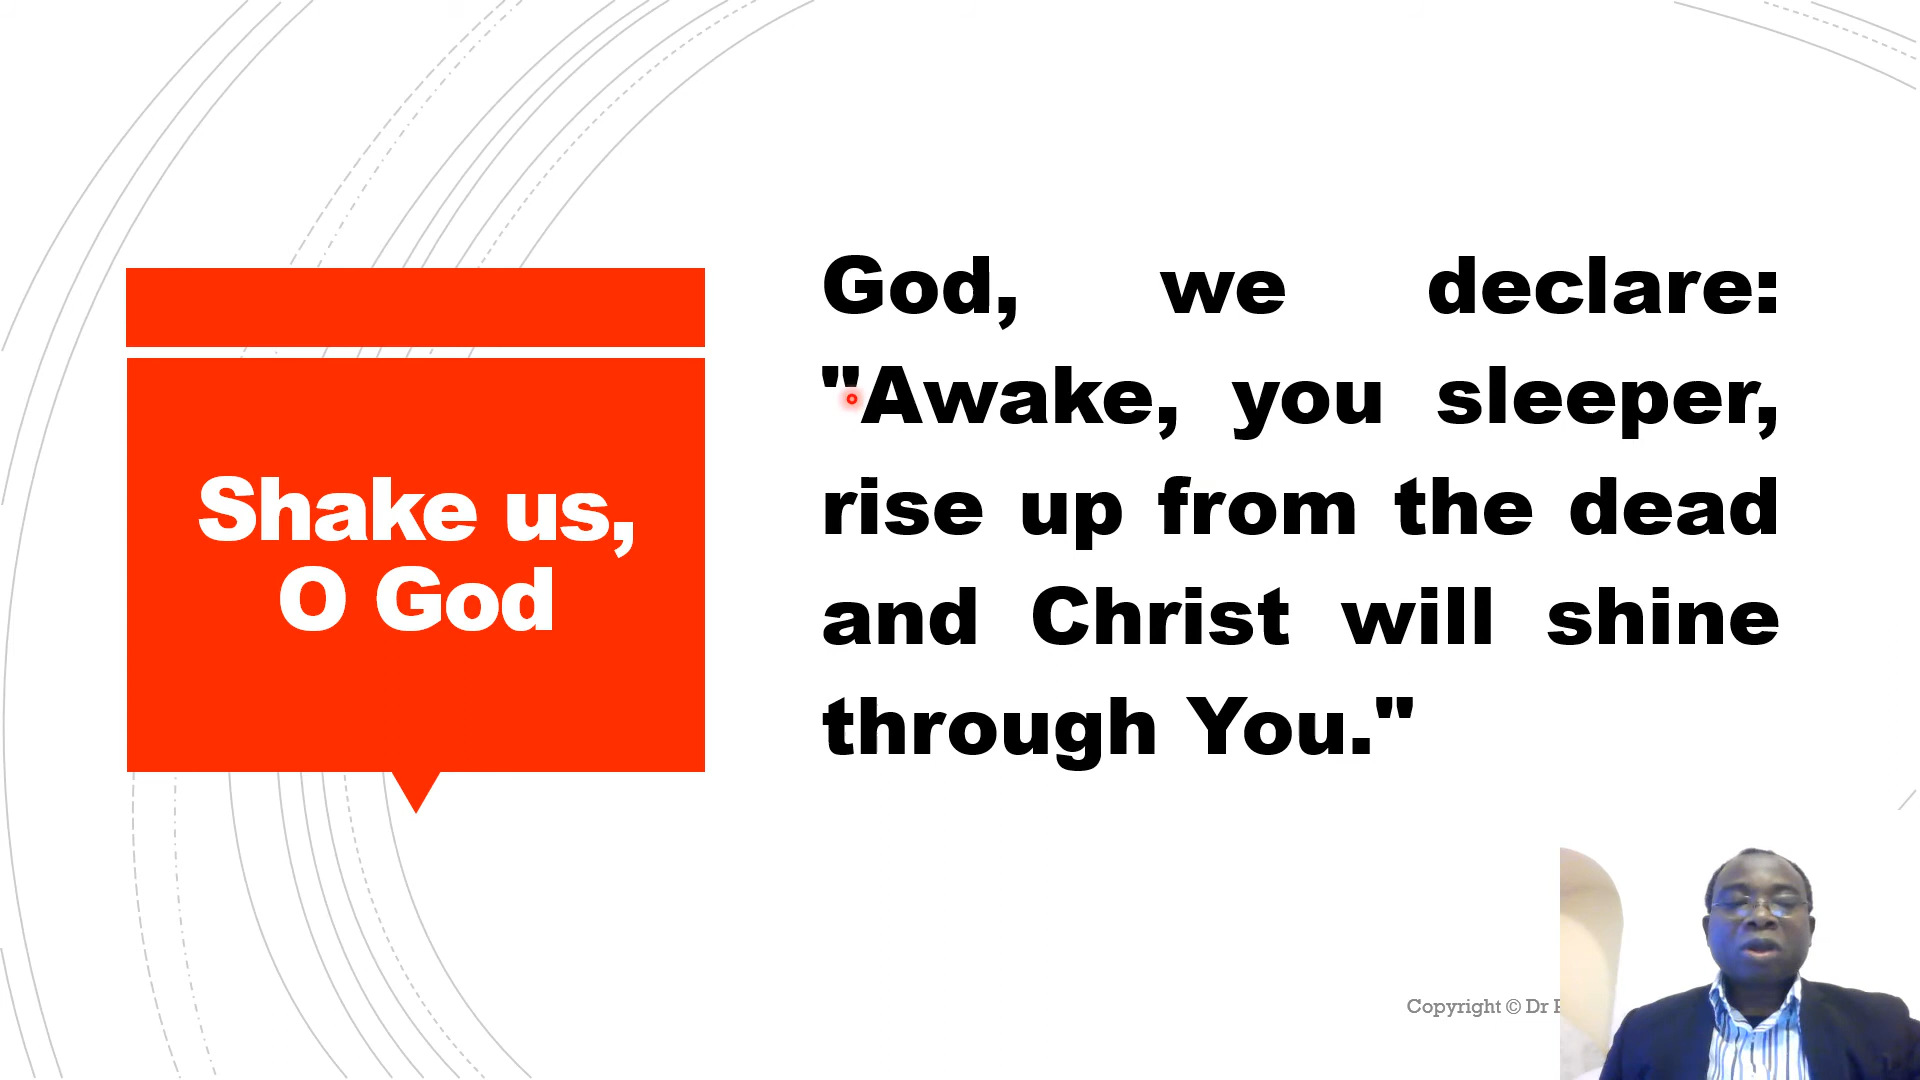 Shake us,
O God
God, we declare:
"Awake, you sleeper,
rise up from the dead
and Christ will shine
through You."
Copyright © Dr